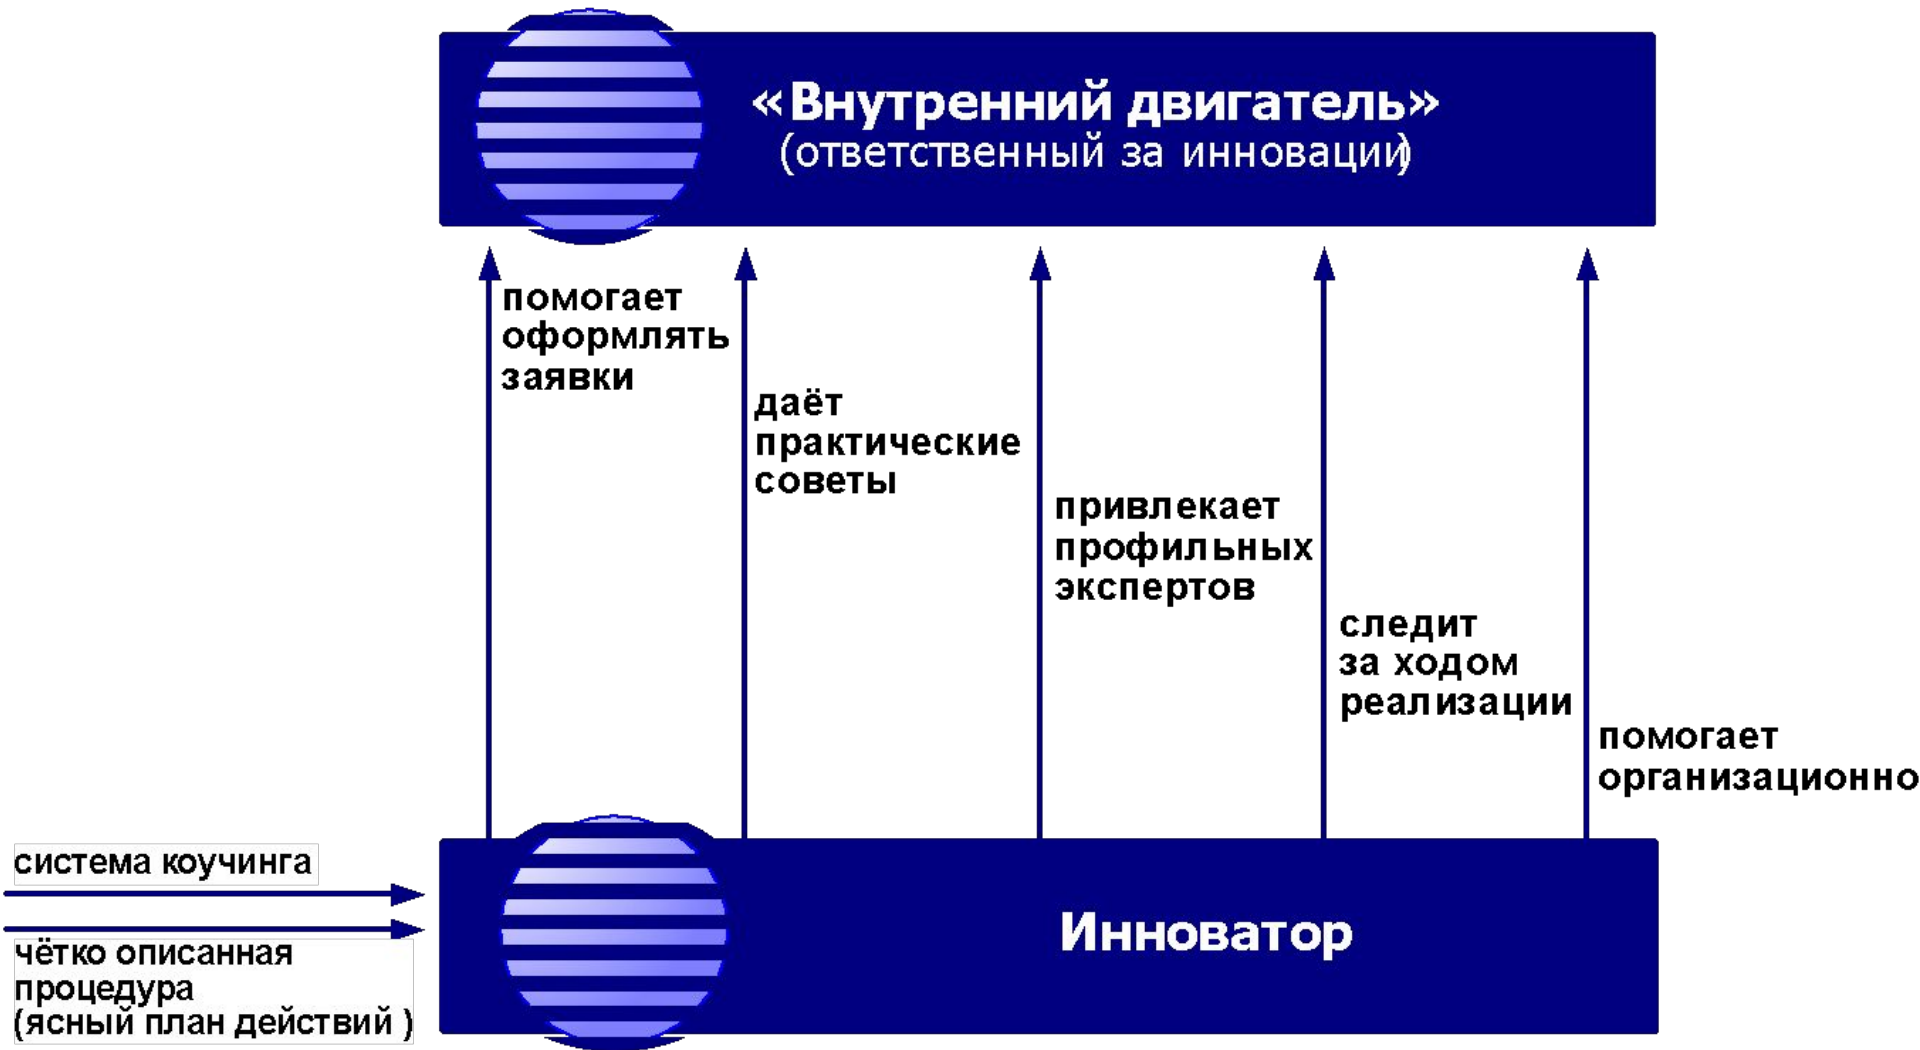 «Внутренний двигатель»
(ответственный за инновации)
помогает
оформлять
заявки
даёт
практические
советы
привлекает
профильных
экспертов
следит
за ходом
реализации
помогает
организационно
система коучинга
чётко описанная
процедура
(ясный план действий )
Инноватор